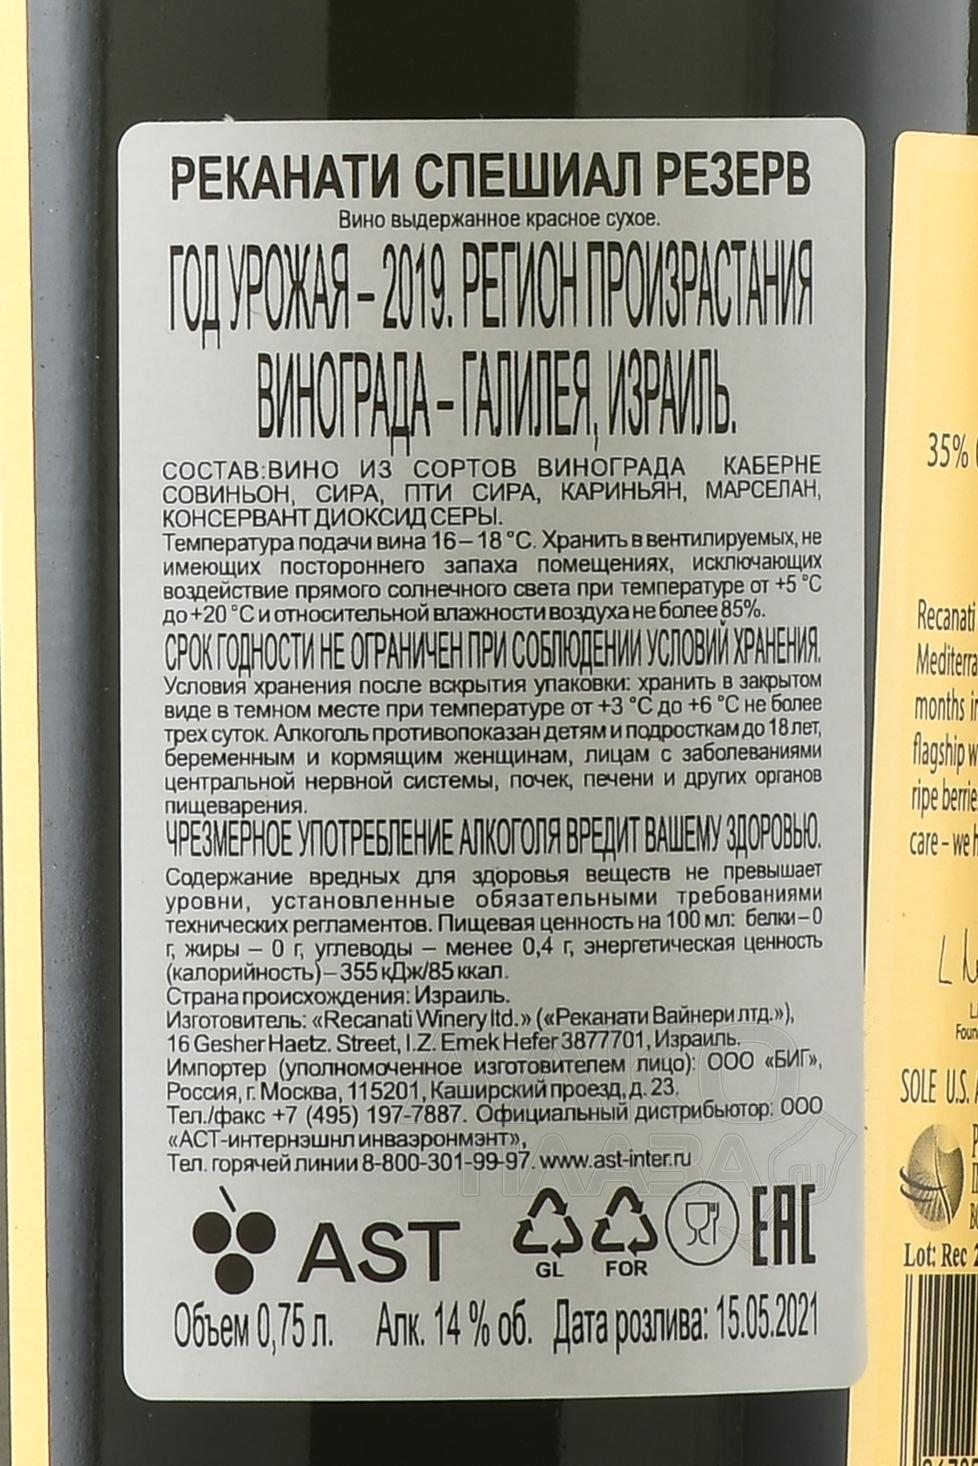 РЕКАНАТИ СПЕШИАЛ РЕЗЕРВ
Вино выдержанное красное сухое.
ГОД УРОЖАЯ – 2019. РЕГИОН ПРОИЗРАСТАНИЯ
ВИНОГРАДА – ГАЛИЛЕЯ, ИЗРАИЛЬ.
СОСТАВ:ВИНО ИЗ СОРТОВ ВИНОГРАДА КАБЕРНЕ
СОВИНЬОН, СИРА, ПТИ СИРА, КАРИНЬЯН, МАРСЕЛАН,
КОНСЕРВАНТ ДИОКСИД СЕРЫ.
Температура подачи вина 16–18 °С. Хранить в вентилируемых, не
имеющих постороннего запаха помещениях, исключающих
воздействие прямого солнечного света при температуре от +5 °С
до +20 °С и относительной влажности воздуха не более 85%.
СРОК ГОДНОСТИ НЕ ОГРАНИЧЕН ПРИ СОБЛЮДЕНИИ УСЛОВИЙ ХРАНЕНИЯ.
Условия хранения после вскрытия упаковки: хранить в закрытом
виде в темном месте при температуре от +3 °С до +6 °С не более
трех суток. Алкоголь противопоказан детям и подросткам до 18 лет,
беременным и кормящим женщинам, лицам с заболеваниями
центральной нервной системы, почек, печени и других органов
пищеварения.
ЧРЕЗМЕРНОЕ УПОТРЕБЛЕНИЕ АЛКОГОЛЯ ВРЕДИТ ВАШЕМУ ЗДОРОВЬЮ.
Содержание вредных для здоровья веществ не превышает
уровни, установленные обязательными требованиями
технических регламентов. Пищевая ценность на 100 мл: белки–0
г, жиры – 0 г, углеводы – менее 0,4 г, энергетическая ценность
(калорийность)–355 кДж/85 ккал.
Страна происхождения: Израиль.
Изготовитель: «Recanati Winery ltd.» («Реканати Вайнери лтд.»),
16 Gesher Haetz. Street, I.Z. Emek Hefer 3877701, Израиль.
Импортер (уполномоченное изготовителем лицо): ООО «БИГ»,
Россия, г. Москва, 115201, Каширский проезд, д. 23.
Тел./факс +7 (495) 197-7887. Официальный дистрибьютор: ООО
«АСТ-интернэшнл инваэронмэнт»,
Тел. горячей линии 8-800-301-99-97. www.ast-inter.ru
AST
GL FOR
EAC
Объем 0,75 л. Алк. 14 % об. Дата розлива: 15.05.2021
35%
Recanati
months
flagship
ripe
care – we
SOLE U.S.
Lot: Rec